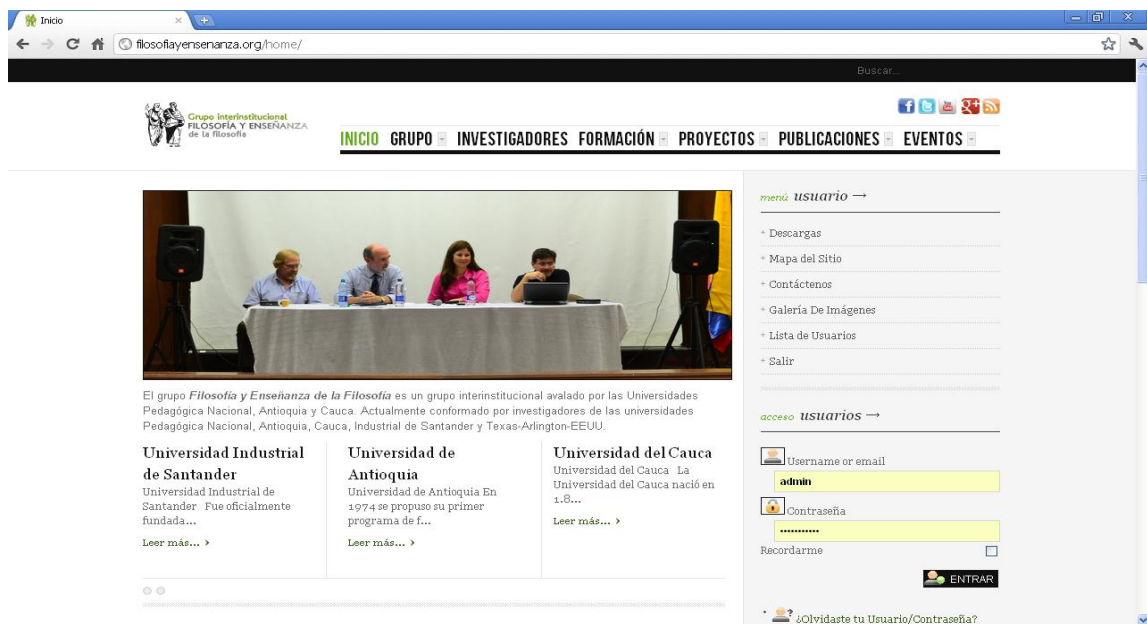 Inicio
filosofiayensenanza.org/home/
Buscar...
Grupo interinstitucional
FILOSOFÍA Y ENSEÑANZA
de la filosofía
INICIO GRUPO INVESTIGADORES FORMACIÓN PROYECTOS PUBLICACIONES EVENTOS
El grupo Filosofía y Enseñanza de la Filosofía es un grupo interinstitucional avalado por las Universidades
Pedagógica Nacional, Antioquia y Cauca. Actualmente conformado por investigadores de las universidades
Pedagógica Nacional, Antioquia, Cauca, Industrial de Santander y Texas-Arlington-EEUU.
Universidad Industrial
de Santander
Universidad Industrial de
Santander Fue oficialmente
fundada...
Leer más... ›
Universidad de
Antioquia
Universidad de Antioquia En
1974 se propuso su primer
programa de f...
Leer más... ›
Universidad del Cauca
Universidad del Cauca La
Universidad del Cauca nació en
1.8...
Leer más... ›
menú usuario →
+ Descargas
+ Mapa del Sitio
+ Contáctenos
+ Galería De Imágenes
+ Lista de Usuarios
+ Salir
acceso usuarios →
Username or email
admin
Contraseña
•••••••••••
Recordarme
ENTRAR
¿Olvidaste tu Usuario/Contraseña?